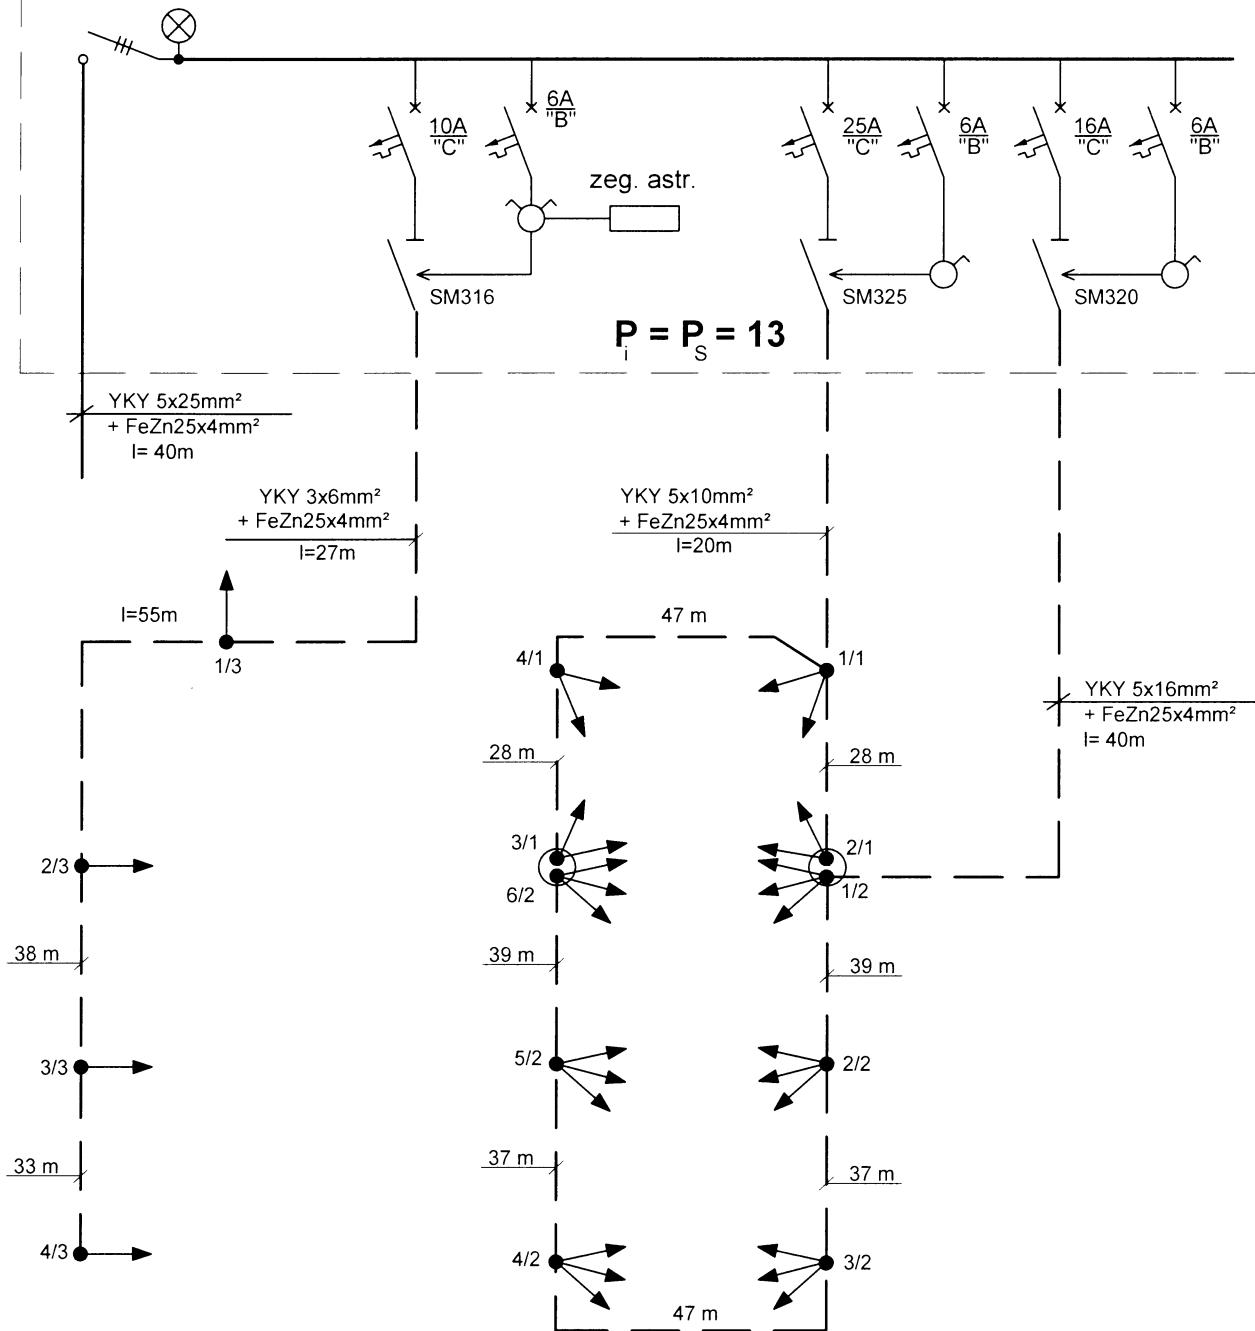 10A
"C"
6A
"B"
25A
"C"
6A
"B"
16A
"C"
6A
"B"
zeg. astr.
SM316
SM325
SM320
Pi = PS = 13
YKY 5x25mm²
+ FeZn25x4mm²
l= 40m
YKY 3x6mm²
+ FeZn25x4mm²
l=27m
YKY 5x10mm²
+ FeZn25x4mm²
l=20m
l=55m
1/3
47 m
4/1
1/1
YKY 5x16mm²
+ FeZn25x4mm²
l= 40m
28 m
28 m
3/1
2/1
2/3
6/2
1/2
38 m
39 m
39 m
3/3
5/2
2/2
33 m
37 m
37 m
4/3
4/2
3/2
47 m